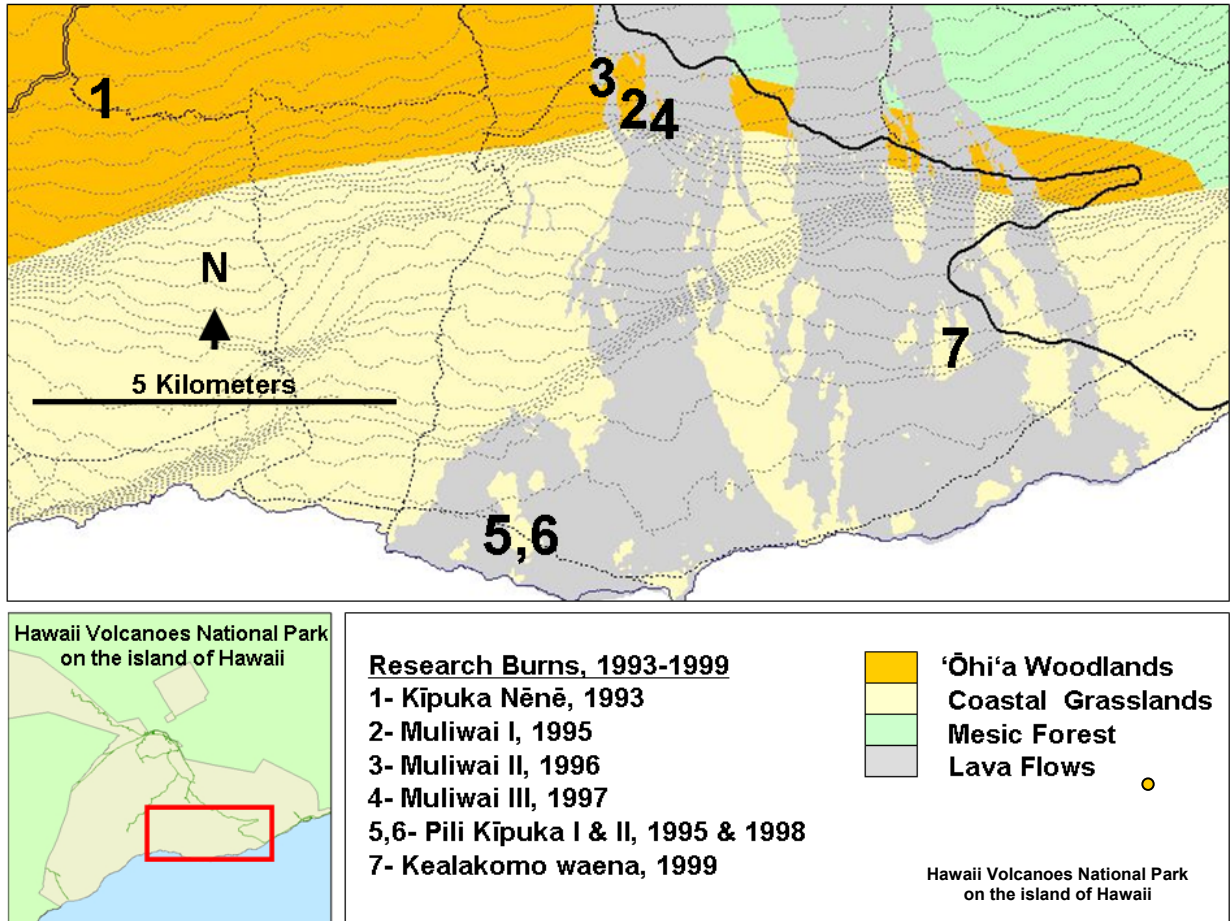 1
3
2
4
N
5 Kilometers
7
5,6
Hawaii Volcanoes National Park
on the island of Hawaii
Research Burns, 1993-1999
1- Kīpuka Nēnē, 1993
2- Muliwai I, 1995
3- Muliwai II, 1996
4- Muliwai III, 1997
5,6- Pili Kīpuka I & II, 1995 & 1998
7- Kealakomo waena, 1999
ʻŌhiʻa Woodlands
Coastal Grasslands
Mesic Forest
Lava Flows
Hawaii Volcanoes National Park
on the island of Hawaii